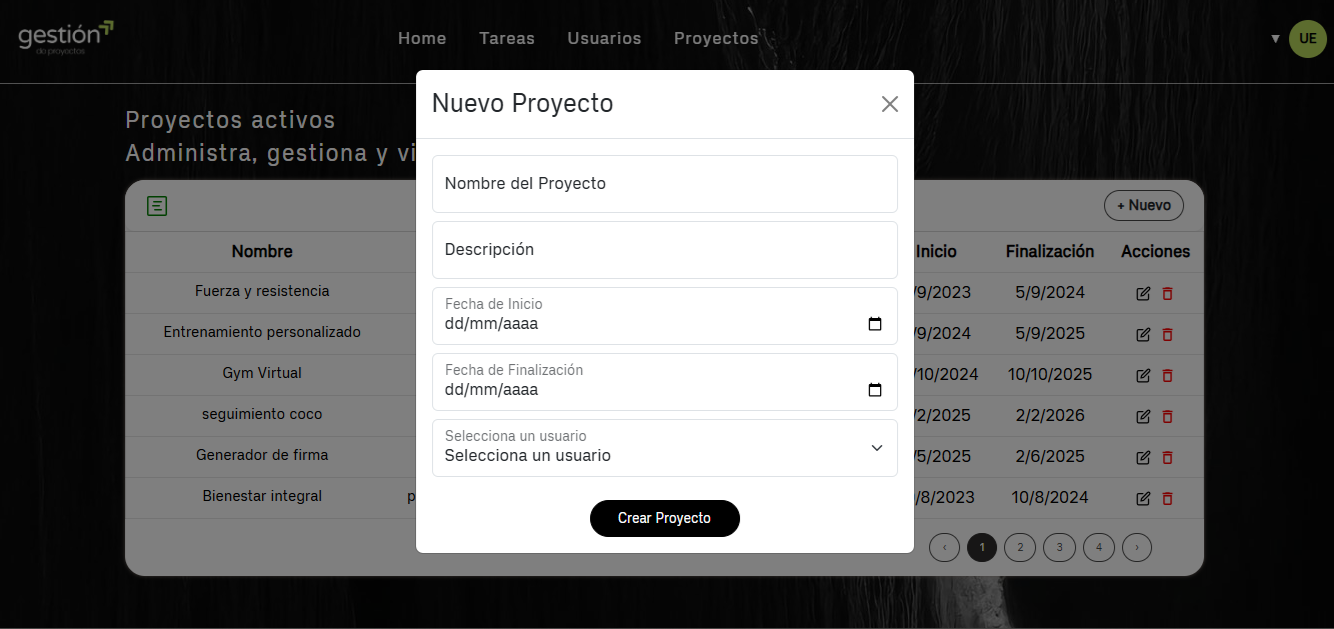 gestión
de proyectos
Home Tareas Usuarios Proyectos
▼ UE
Proyectos activos
Administra, gestiona y vi
Nuevo Proyecto
Nombre del Proyecto
Descripción
Fecha de Inicio
dd/mm/aaaa
Fecha de Finalización
dd/mm/aaaa
Selecciona un usuario
Selecciona un usuario
Crear Proyecto
+ Nuevo
Nombre Inicio Finalización Acciones
Fuerza y resistencia /9/2023 5/9/2024
Entrenamiento personalizado /9/2024 5/9/2025
Gym Virtual /10/2024 10/10/2025
seguimiento coco /2/2025 2/2/2026
Generador de firma /5/2025 2/6/2025
Bienestar integral p /8/2023 10/8/2024
‹ 1 2 3 4 ›